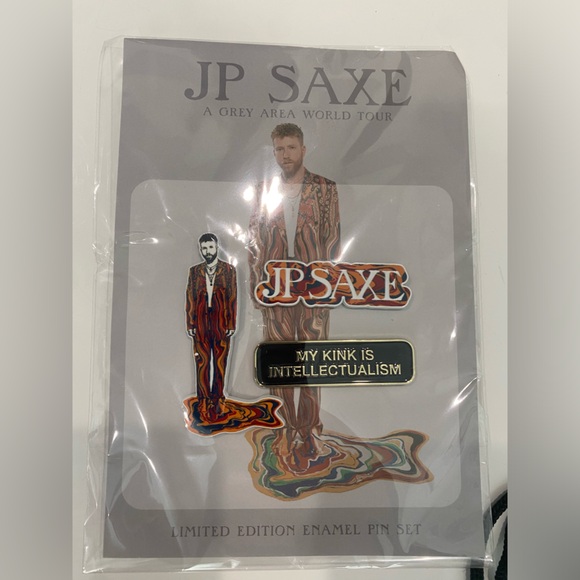 JP SAXE
A GREY AREA WORLD TOUR
JP SAXE
MY KINK IS
INTELLECTUALISM
LIMITED EDITION ENAMEL PIN SET